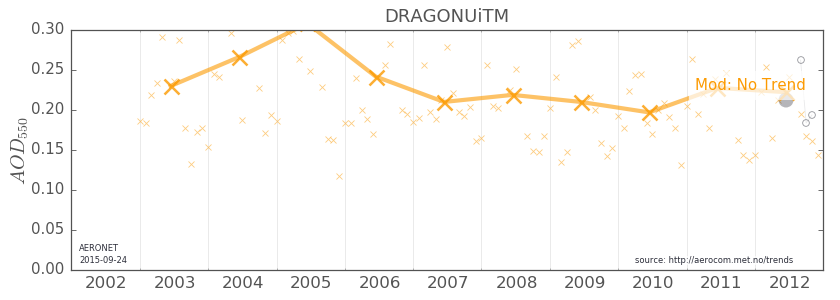 DRAGONUiTM
0.30
0.25
0.20
0.15
0.10
0.05
0.00
AOD550
Mod: No Trend
AERONET
2015-09-24
source: http://aerocom.met.no/trends
2002 2003 2004 2005 2006 2007 2008 2009 2010 2011 2012